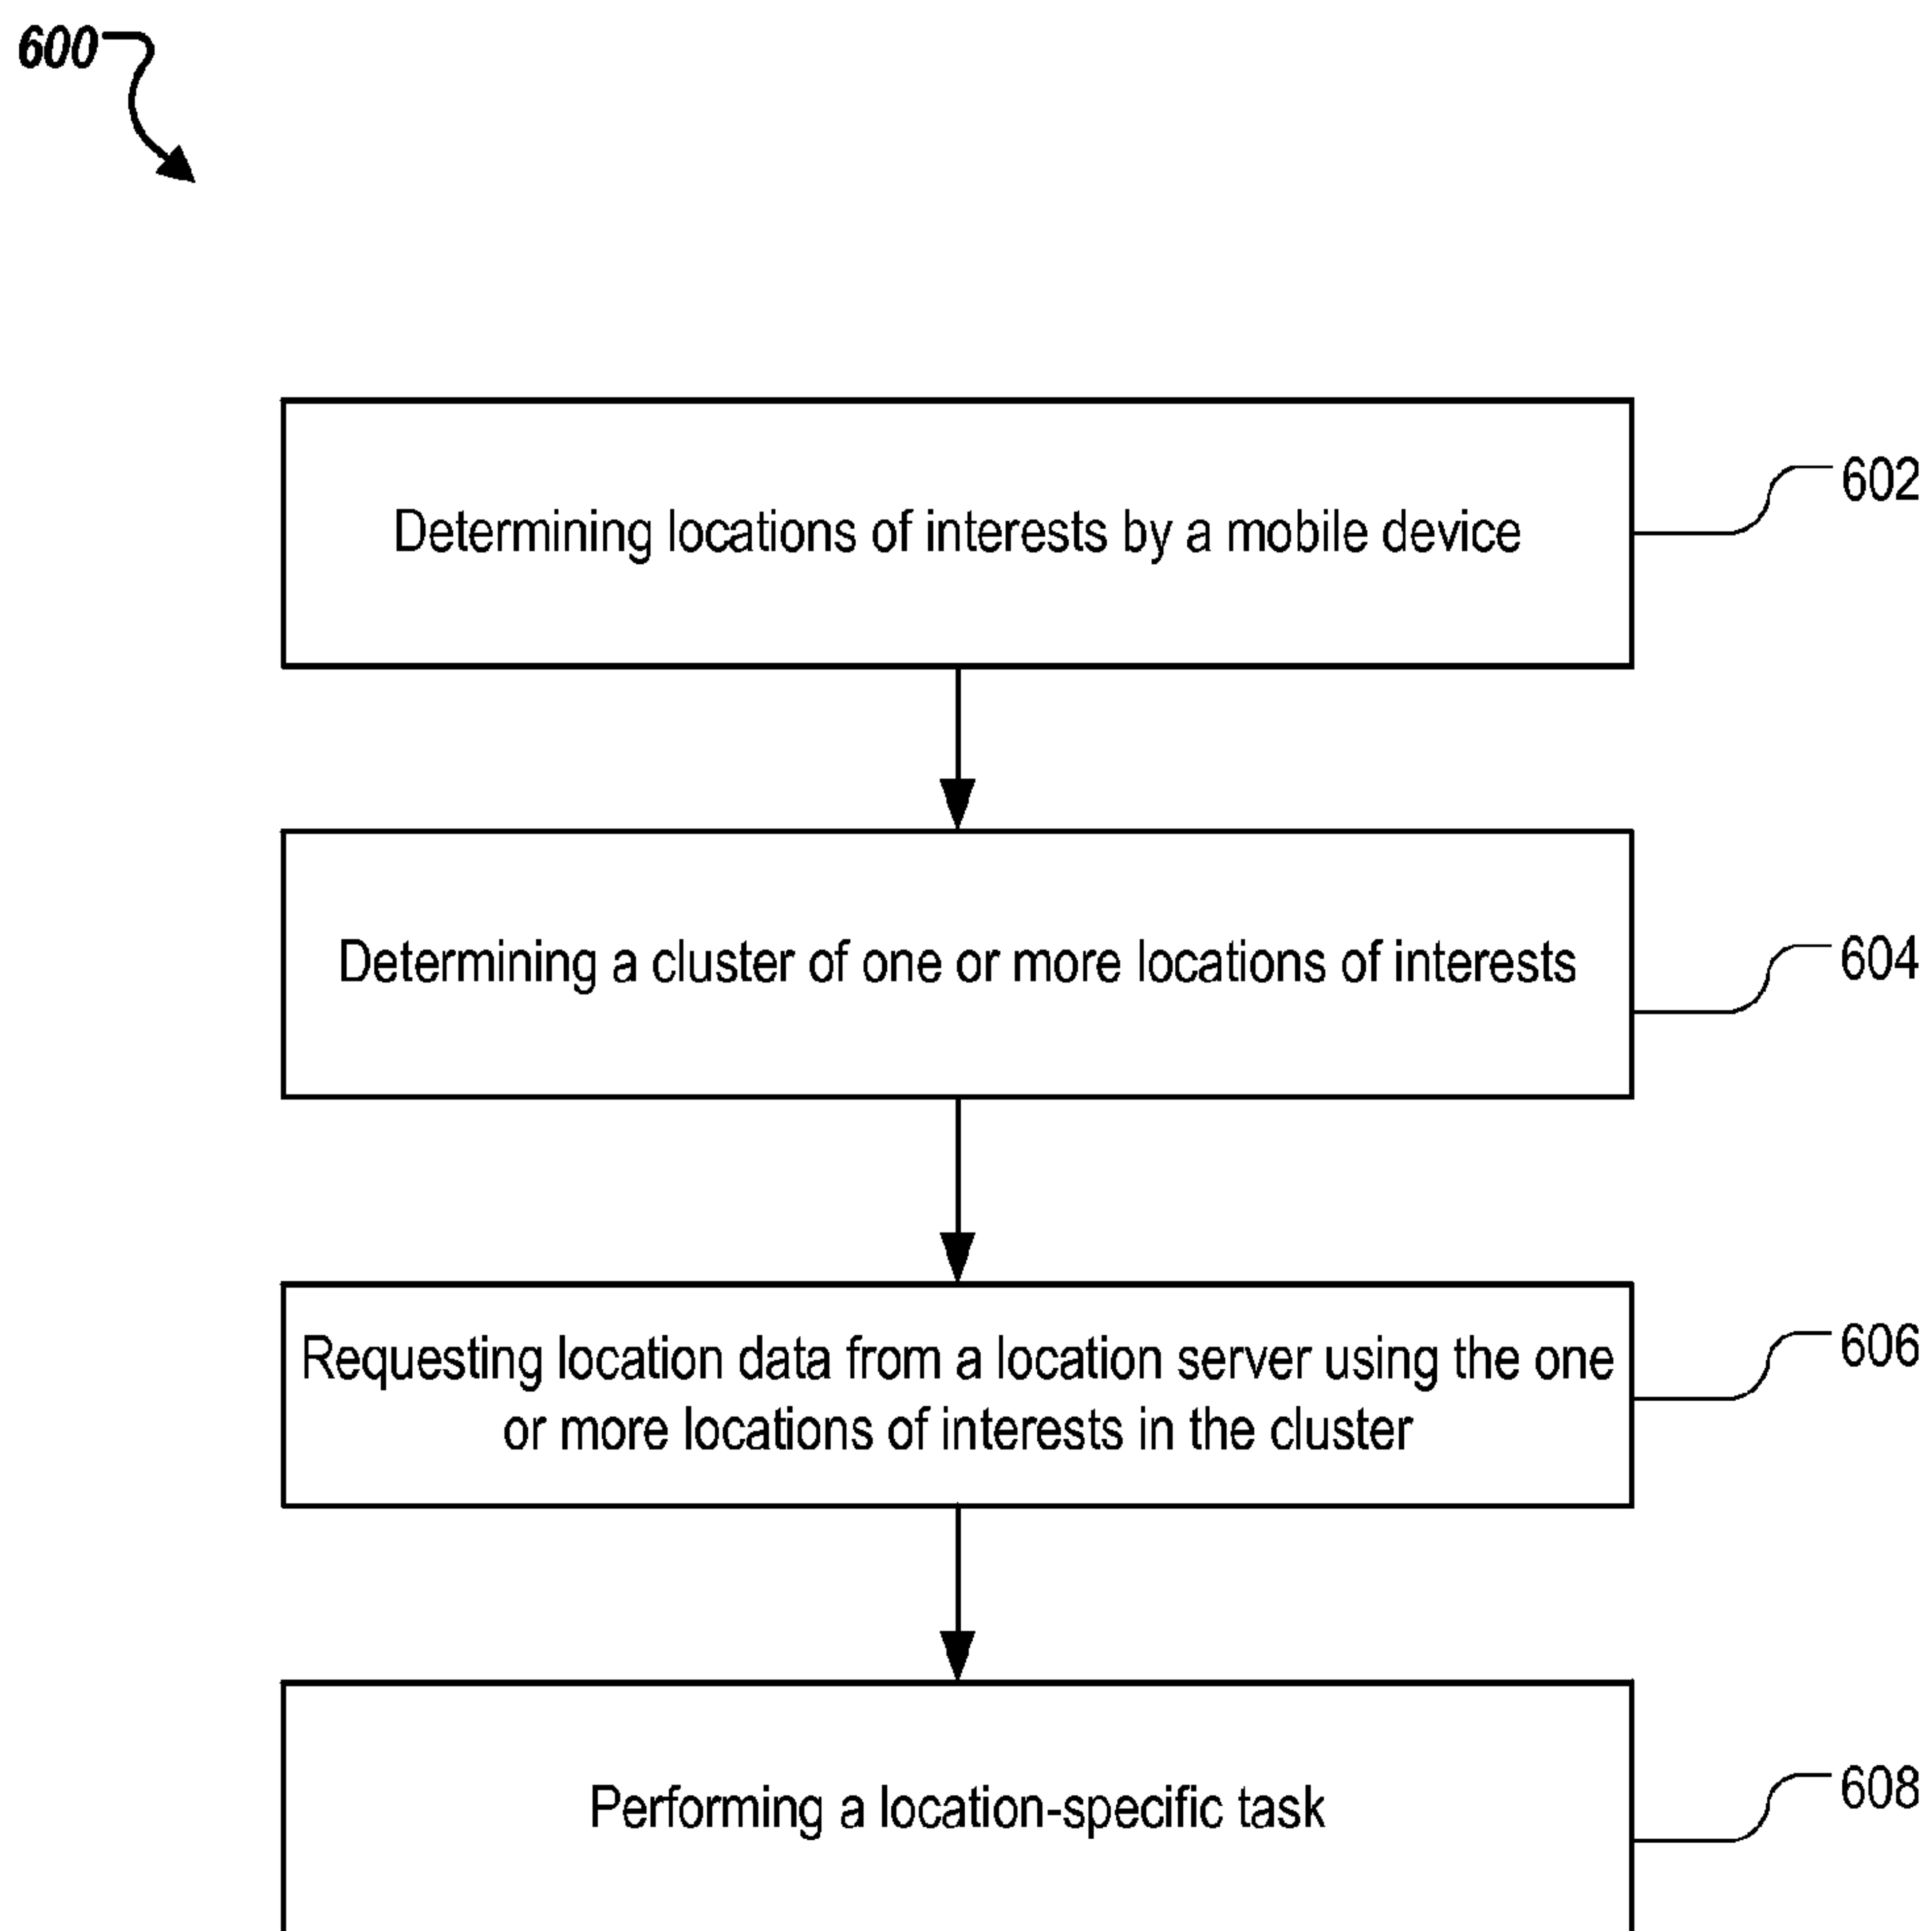 600
Determining locations of interests by a mobile device
602
Determining a cluster of one or more locations of interests
604
Requesting location data from a location server using the one
or more locations of interests in the cluster
606
Performing a location-specific task
608